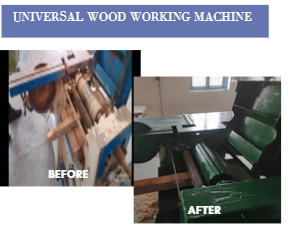 UNIVERSAL WOOD WORKING MACHINE
BEFORE
AFTER